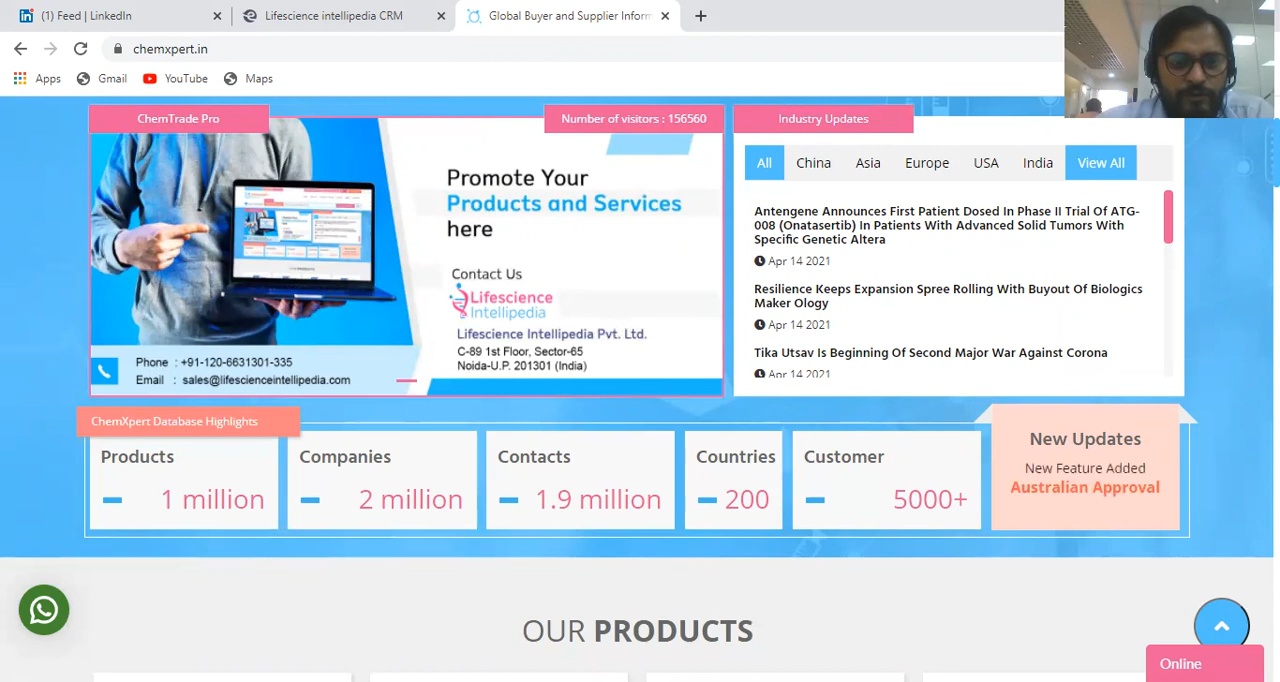 (1) Feed | LinkedIn
Lifescience intellipedia CRM
Global Buyer and Supplier Inform
chemxpert.in
Apps
Gmail
YouTube
Maps
ChemTrade Pro
Number of visitors : 156560
Promote Your
Products and Services
here
Contact Us
Lifescience
Intellipedia
Lifescience Intellipedia Pvt. Ltd.
C-89 1st Floor, Sector-65
Noida-U.P. 201301 (India)
Phone : +91-120-6631301-335
Email : sales@lifescienceintellipedia.com
Industry Updates
All China Asia Europe USA India View All
Antengene Announces First Patient Dosed In Phase II Trial Of ATG-
008 (Onatasertib) In Patients With Advanced Solid Tumors With
Specific Genetic Altera
Apr 14 2021
Resilience Keeps Expansion Spree Rolling With Buyout Of Biologics
Maker Ology
Apr 14 2021
Tika Utsav Is Beginning Of Second Major War Against Corona
Apr 14 2021
ChemXpert Database Highlights
Products
1 million
Companies
2 million
Contacts
1.9 million
Countries
200
Customer
5000+
New Updates
New Feature Added
Australian Approval
OUR PRODUCTS
Online